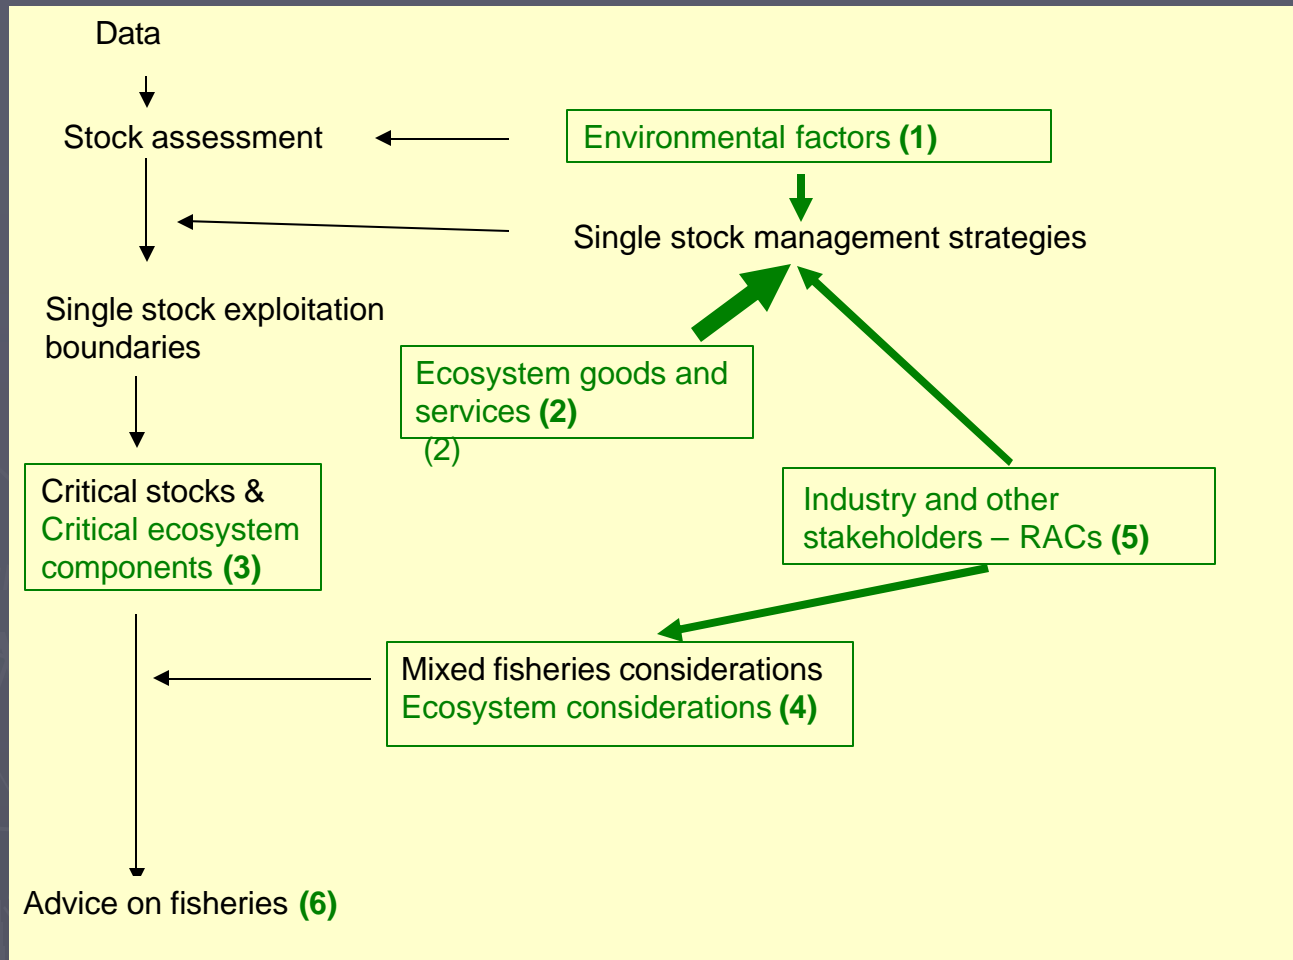 Data
Stock assessment
Environmental factors (1)
Single stock management strategies
Single stock exploitation
boundaries
Ecosystem goods and
services (2)
(2)
Critical stocks &
Critical ecosystem
components (3)
Industry and other
stakeholders – RACs (5)
Mixed fisheries considerations
Ecosystem considerations (4)
Advice on fisheries (6)